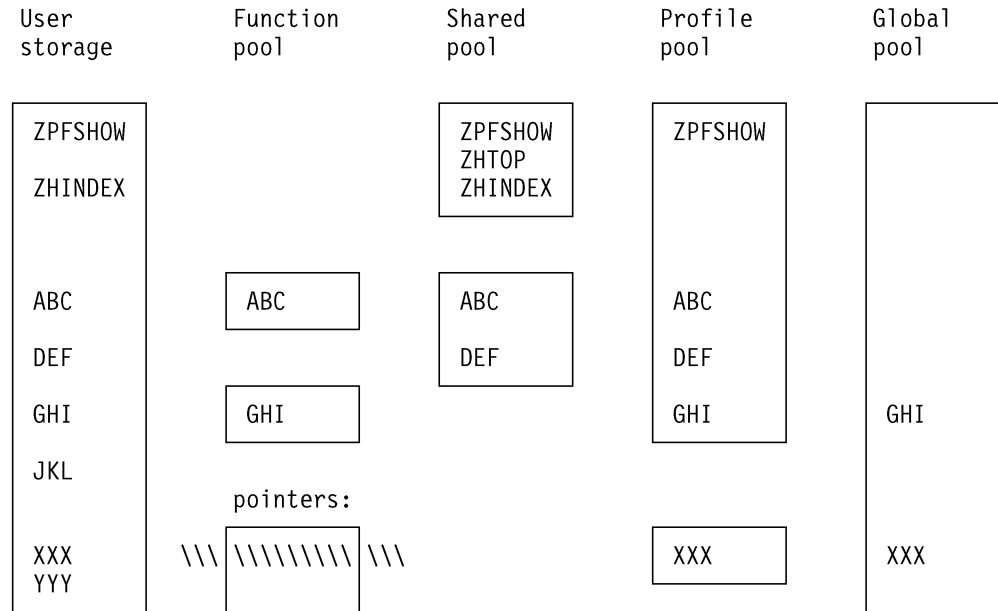 User Function Shared Profile Global
storage pool pool pool pool
ZPFSHOW ZPFSHOW ZPFSHOW
ZHTOP
ZHINDEX ZHINDEX
ABC ABC ABC ABC
DEF DEF DEF
GHI GHI GHI GHI
JKL
pointers:
XXX \\\ \\\\\\\\\ \\\ XXX XXX
YYY